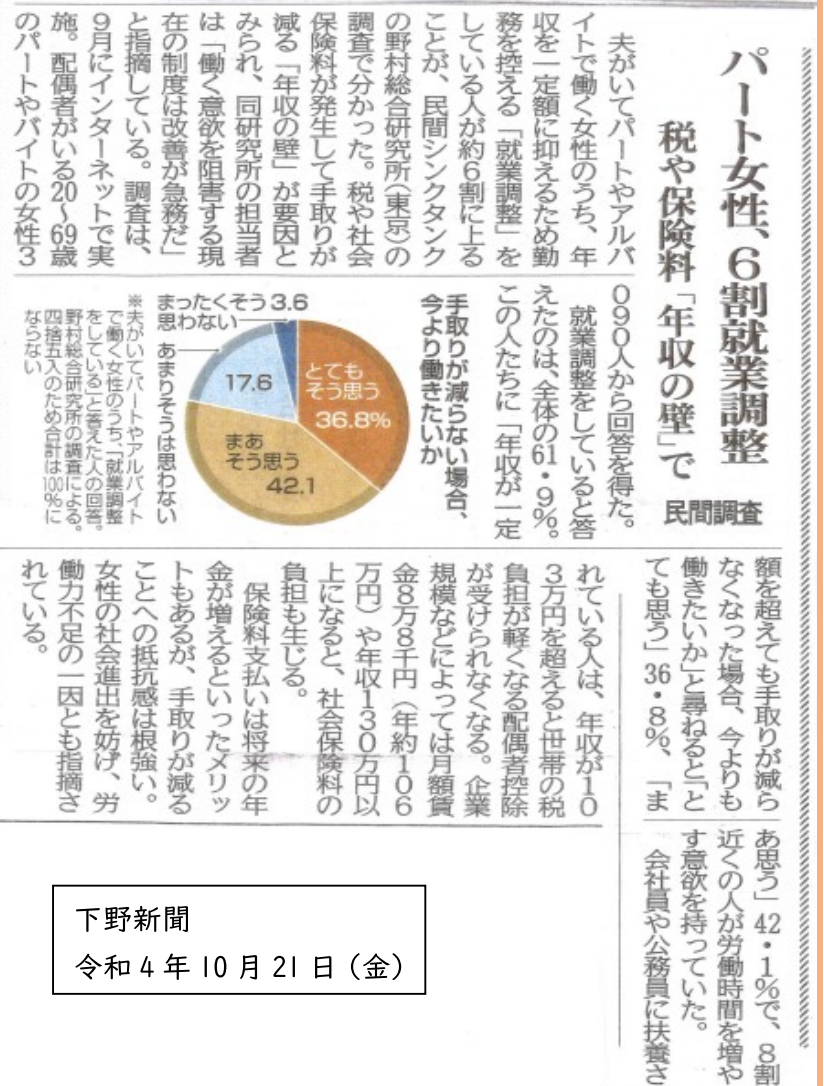 パート女性、6割就業調整
税や保険料「年収の壁」で
民間調査
夫がいてパートやアルバ
イトで働く女性のうち、年
収を一定額に抑えるため勤
務を控える「就業調整」を
している人が約6割に上る
ことが、民間シンクタンク
の野村総合研究所(東京)の
調査で分かった。税や社会
保険料が発生して手取りが
減る「年収の壁」が要因と
みられ、同研究所の担当者
は「働く意欲を阻害する現
在の制度は改善が急務だ」
と指摘している。調査は、
9月にインターネットで実
施。配偶者がいる20〜69歳
のパートやバイトの女性3
090人から回答を得た。
就業調整をしていると答
えたのは、全体の61・9%。
この人たちに「年収が一定
手取りが減らない場合、
今より働きたいか
とても
そう思う
36.8%
まあ
そう思う
42.1
17.6
あまりそうは思わない
まったくそう
思わない
3.6
※夫がいてパートやアルバイト
で働く女性のうち、「就業調整
をしている」と答えた人の回答。
野村総合研究所の調査による。
四捨五入のため合計は100%に
ならない
額を超えても手取りが減ら
なくなった場合、今よりも
働きたいか」と尋ねると「と
ても思う」36・8%、「ま
あ思う」42・1%で、8割
近くの人が労働時間を増や
す意欲を持っていた。
会社員や公務員に扶養さ
れている人は、年収が10
3万円を超えると世帯の税
負担が軽くなる配偶者控除
が受けられなくなる。企業
規模などによっては月額賃
金8万8千円(年約106
万円)や年収130万円以
上になると、社会保険料の
負担も生じる。
保険料支払いは将来の年
金が増えるといったメリッ
トもあるが、手取りが減る
ことへの抵抗感は根強い。
女性の社会進出を妨げ、労
働力不足の一因とも指摘さ
れている。
下野新聞
令和4年10月21日(金)